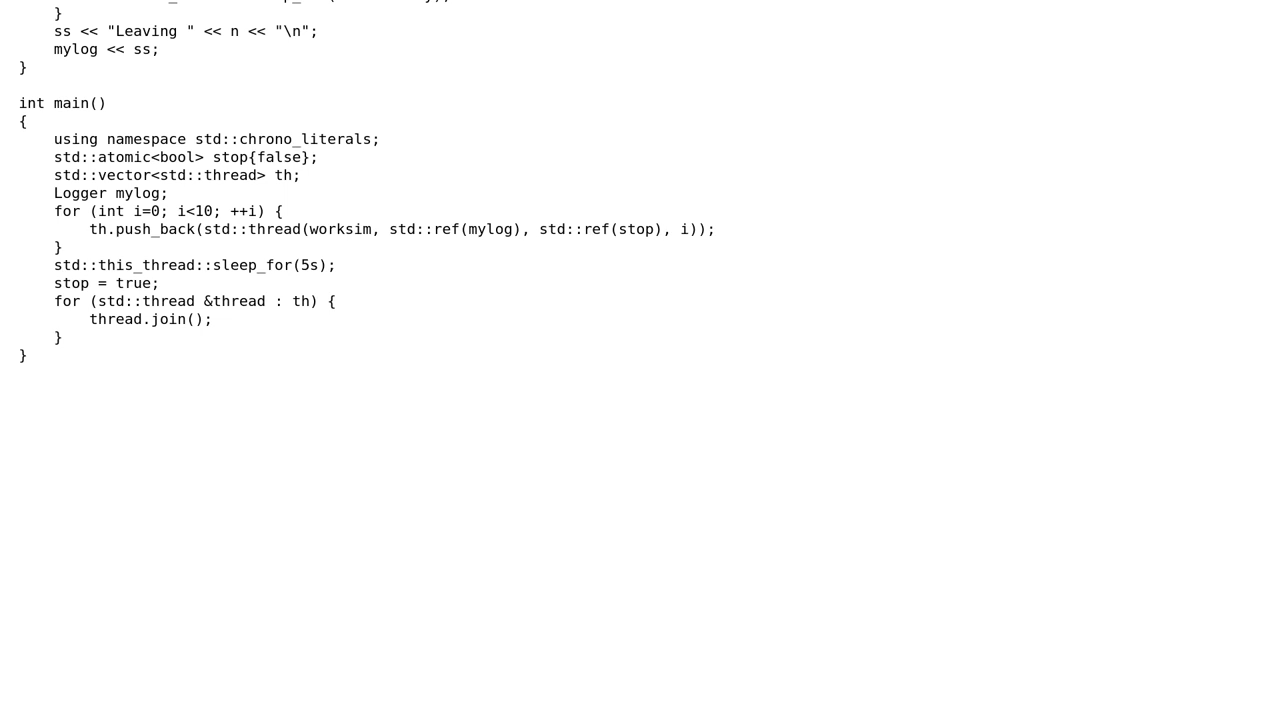 }
    ss << "Leaving " << n << "\n";
    mylog << ss;
}

int main()
{
    using namespace std::chrono_literals;
    std::atomic<bool> stop{false};
    std::vector<std::thread> th;
    Logger mylog;
    for (int i=0; i<10; ++i) {
        th.push_back(std::thread(worksim, std::ref(mylog), std::ref(stop), i));
    }
    std::this_thread::sleep_for(5s);
    stop = true;
    for (std::thread &thread : th) {
        thread.join();
    }
}